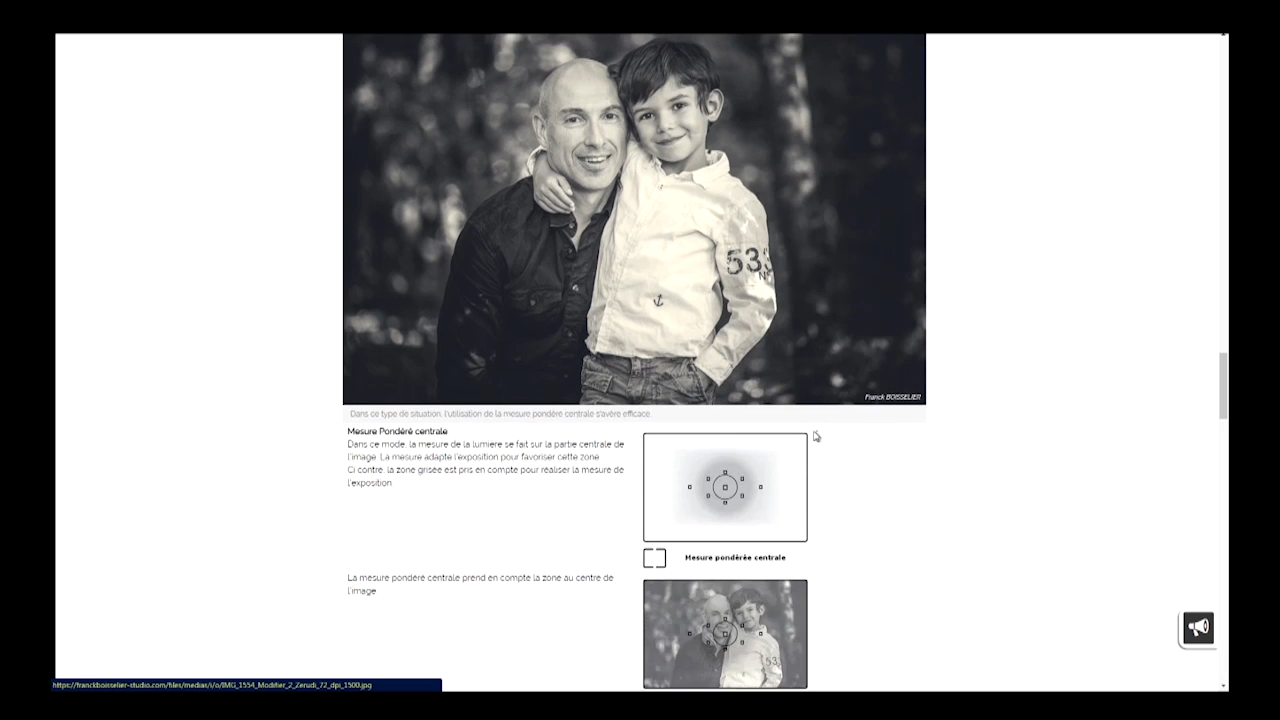 533
N
Franck BOISSELIER
Dans ce type de situation, l'utilisation de la mesure pondéré centrale s'avère efficace.
Mesure Pondéré centrale
Dans ce mode, la mesure de la lumiere se fait sur la partie centrale de
l'image. La mesure adapte l'exposition pour favoriser cette zone
Ci contre, la zone grisée est pris en compte pour réaliser la mesure de
l'exposition
Mesure pondérée centrale
La mesure pondéré centrale prend en compte la zone au centre de
l'image
533
https://franckboisselier-studio.com/files/medias/i/o/IMG_1554_Modifier_2_Zerudi_72_dpi_1500.jpg